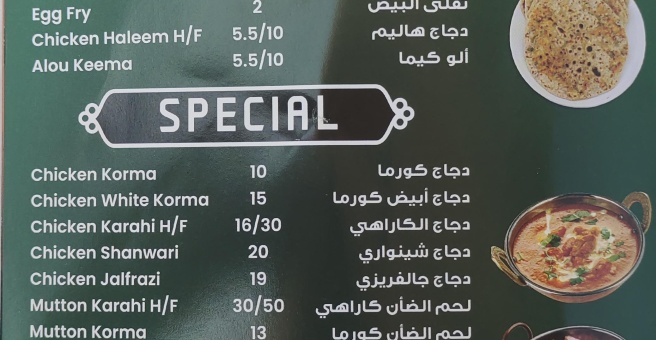 Egg Fry 2 نقلي البيض
Chicken Haleem H/F 5.5/10 دجاج هاليم
Alou Keema 5.5/10 ألو كيما
SPECIAL
Chicken Korma 10 دجاج كورما
Chicken White Korma 15 دجاج أبيض كورما
Chicken Karahi H/F 16/30 دجاج الكاراهي
Chicken Shanwari 20 دجاج شينواري
Chicken Jalfrazi 19 دجاج جالفريزي
Mutton Karahi H/F 30/50 لحم الضأن كاراهي
Mutton Korma 13 لحم الضأن كورما